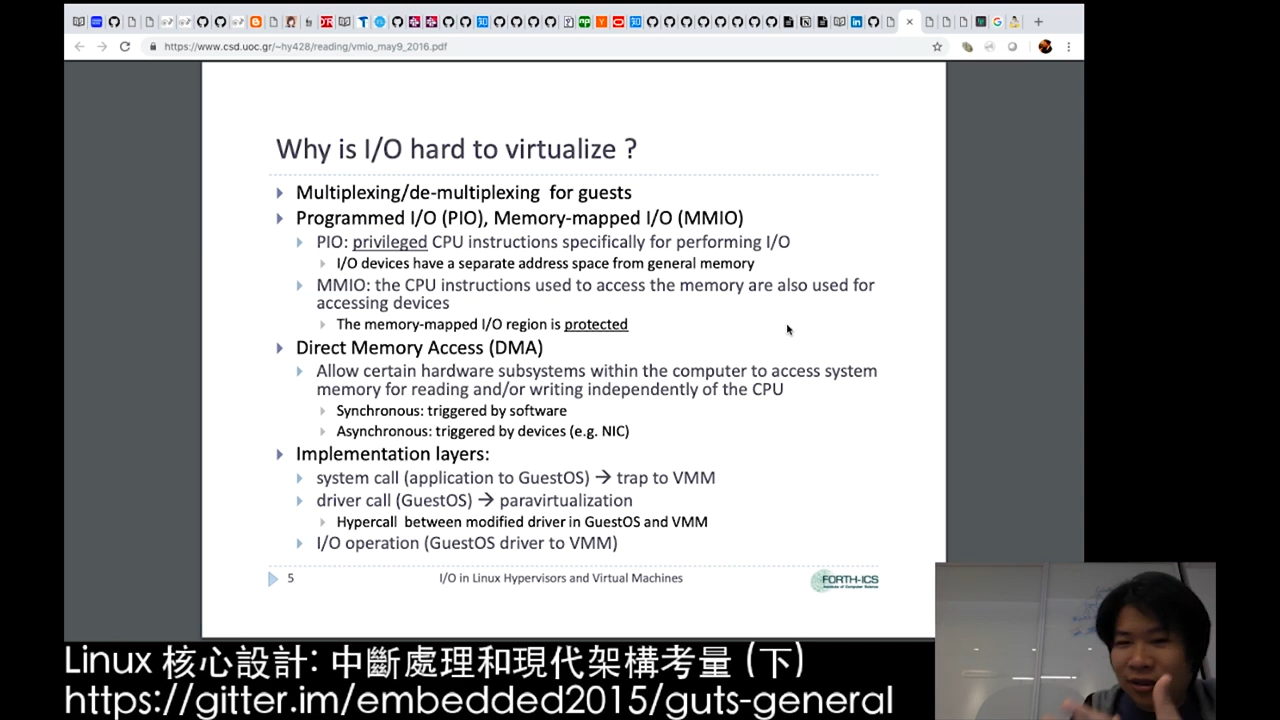 https://www.csd.uoc.gr/~hy428/reading/vmio_may9_2016.pdf
Why is I/O hard to virtualize ?
Multiplexing/de-multiplexing for guests
Programmed I/O (PIO), Memory-mapped I/O (MMIO)
PIO: privileged CPU instructions specifically for performing I/O
I/O devices have a separate address space from general memory
MMIO: the CPU instructions used to access the memory are also used for
accessing devices
The memory-mapped I/O region is protected
Direct Memory Access (DMA)
Allow certain hardware subsystems within the computer to access system
memory for reading and/or writing independently of the CPU
Synchronous: triggered by software
Asynchronous: triggered by devices (e.g. NIC)
Implementation layers:
system call (application to GuestOS) → trap to VMM
driver call (GuestOS) → paravirtualization
Hypercall between modified driver in GuestOS and VMM
I/O operation (GuestOS driver to VMM)
5 I/O in Linux Hypervisors and Virtual Machines FORTH-ICS
Institute of Computer Science
Linux 核心設計: 中斷處理和現代架構考量 (下)
https://gitter.im/embedded2015/guts-general